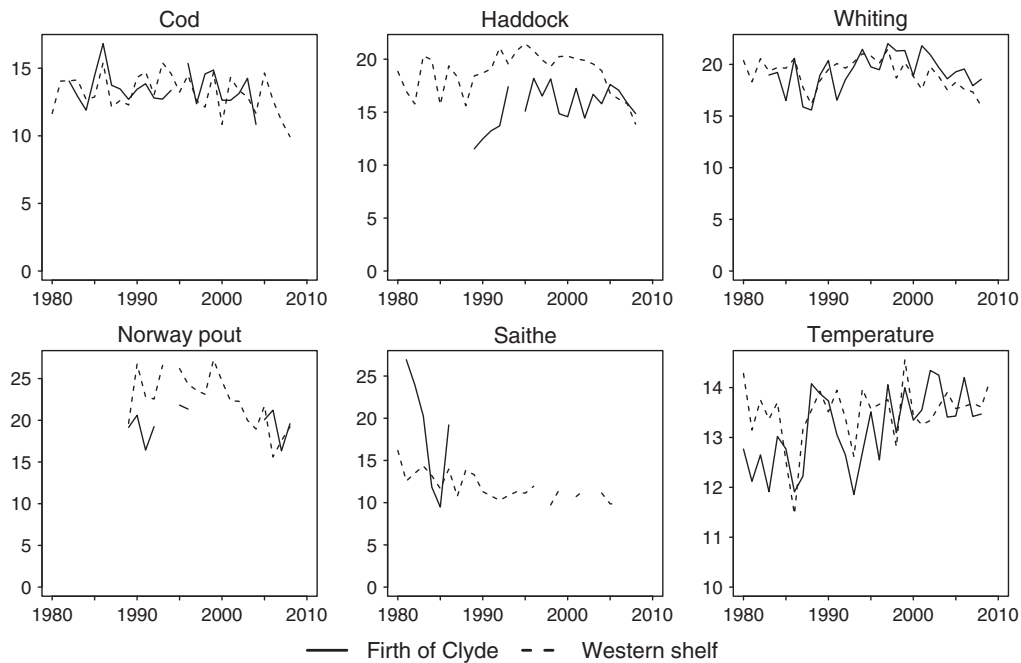 Cod Haddock Whiting
15 10 5 0
20 15 10 5 0
20 15 10 5 0
1980 1990 2000 2010 1980 1990 2000 2010 1980 1990 2000 2010
Norway pout Saithe Temperature
25 20 15 10 5 0
25 20 15 10 5 0
14 13 12 11 10
1980 1990 2000 2010 1980 1990 2000 2010 1980 1990 2000 2010
Firth of Clyde Western shelf